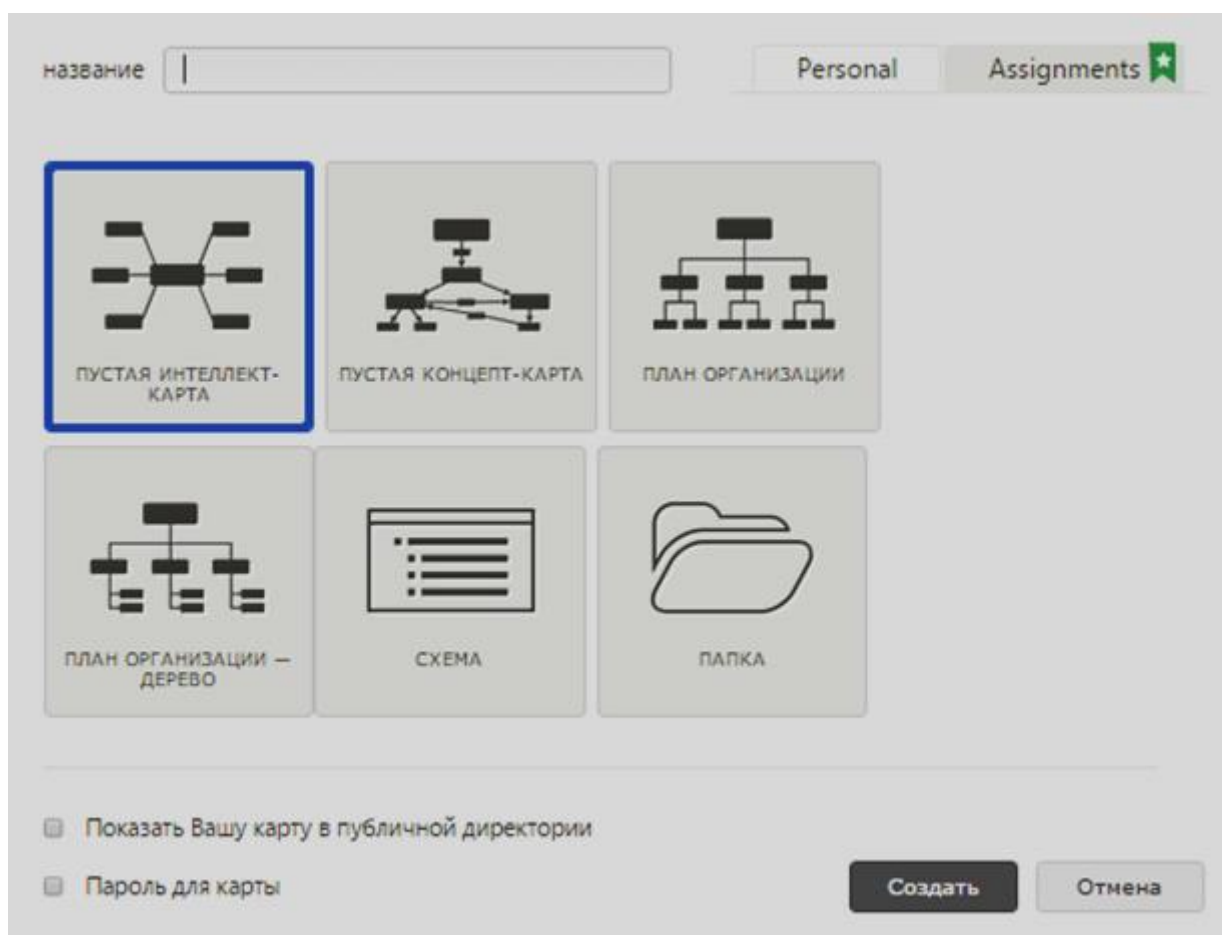 название
Personal
Assignments
ПУСТАЯ ИНТЕЛЛЕКТ-
КАРТА
ПУСТАЯ КОНЦЕПТ-КАРТА
ПЛАН ОРГАНИЗАЦИИ
ПЛАН ОРГАНИЗАЦИИ —
ДЕРЕВО
СХЕМА
ПАПКА
Показать Вашу карту в публичной директории
Пароль для карты
Создать
Отмена